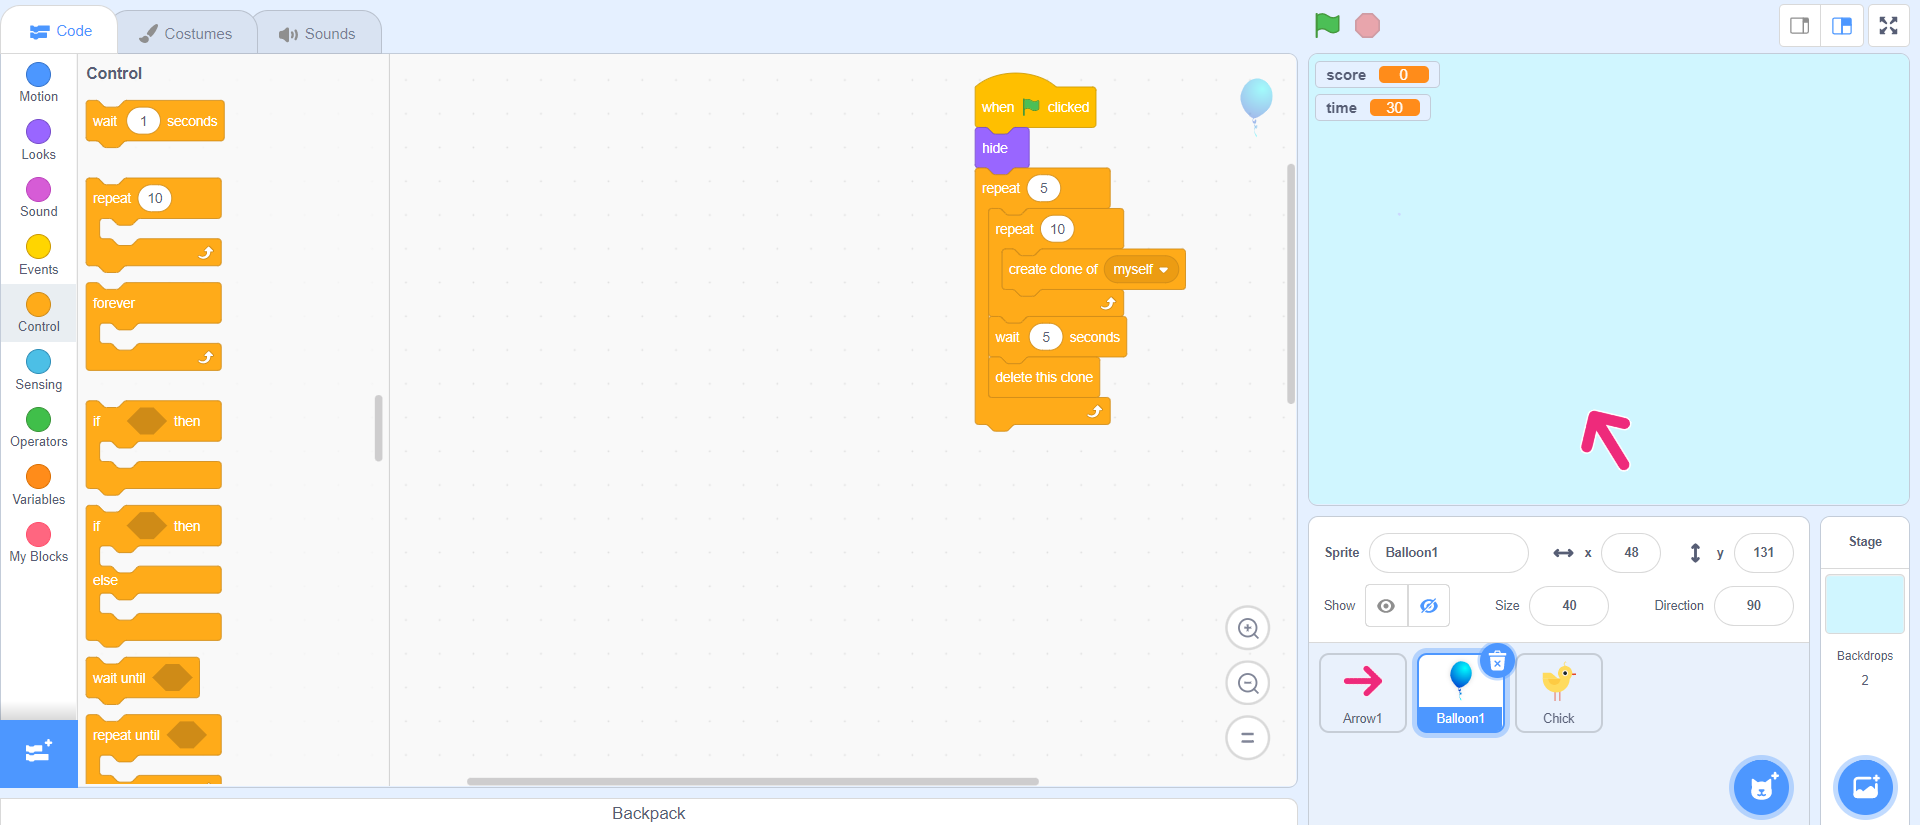 Code
Costumes
Sounds
Motion
Looks
Sound
Events
Control
Sensing
Operators
Variables
My Blocks
Control
wait 1 seconds
repeat 10
forever
if then
if then
else
wait until
repeat until
when clicked
hide
repeat 5
repeat 10
create clone of myself
wait 5 seconds
delete this clone
Backpack
score 0
time 30
Sprite Balloon1 x 48 y 131
Show Size 40 Direction 90
Arrow1
Balloon1
Chick
Stage
Backdrops
2